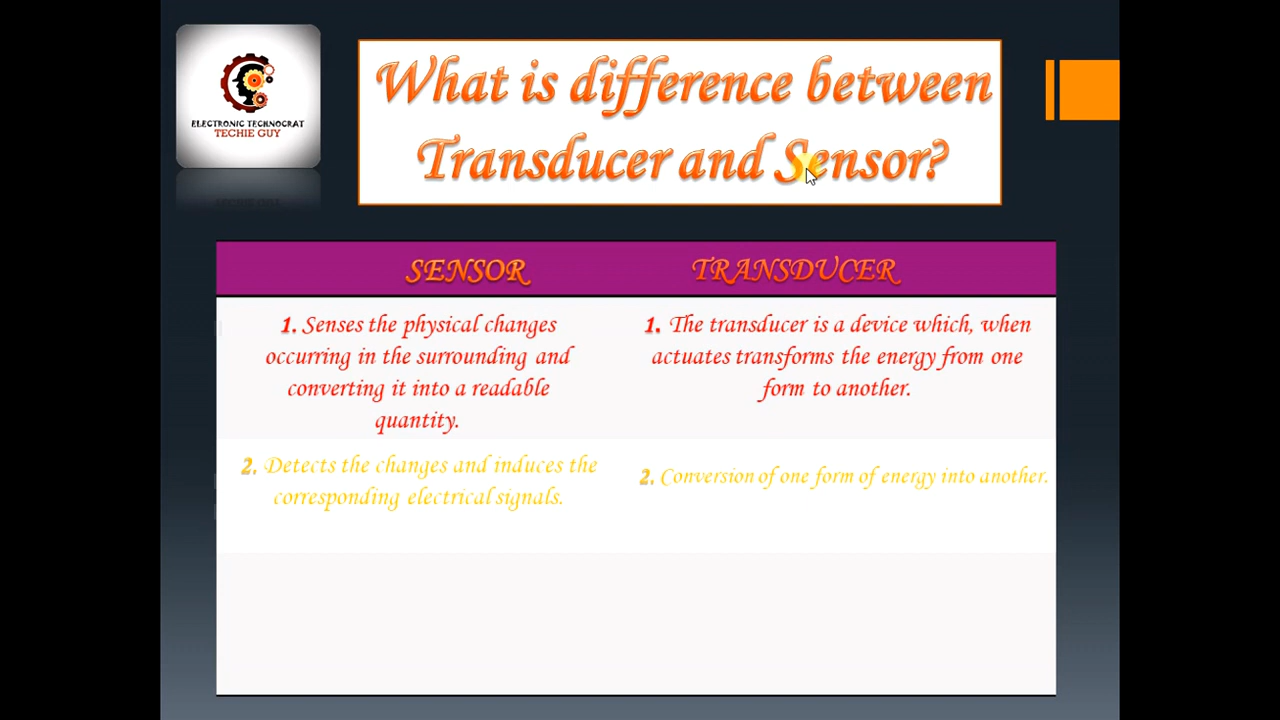 ELECTRONIC TECHNOCRAT
TECHIE GUY
What is difference between
Transducer and Sensor?
SENSOR
TRANSDUCER
1. Senses the physical changes
occurring in the surrounding and
converting it into a readable
quantity.
1. The transducer is a device which, when
actuates transforms the energy from one
form to another.
2. Detects the changes and induces the
corresponding electrical signals.
2. Conversion of one form of energy into another.